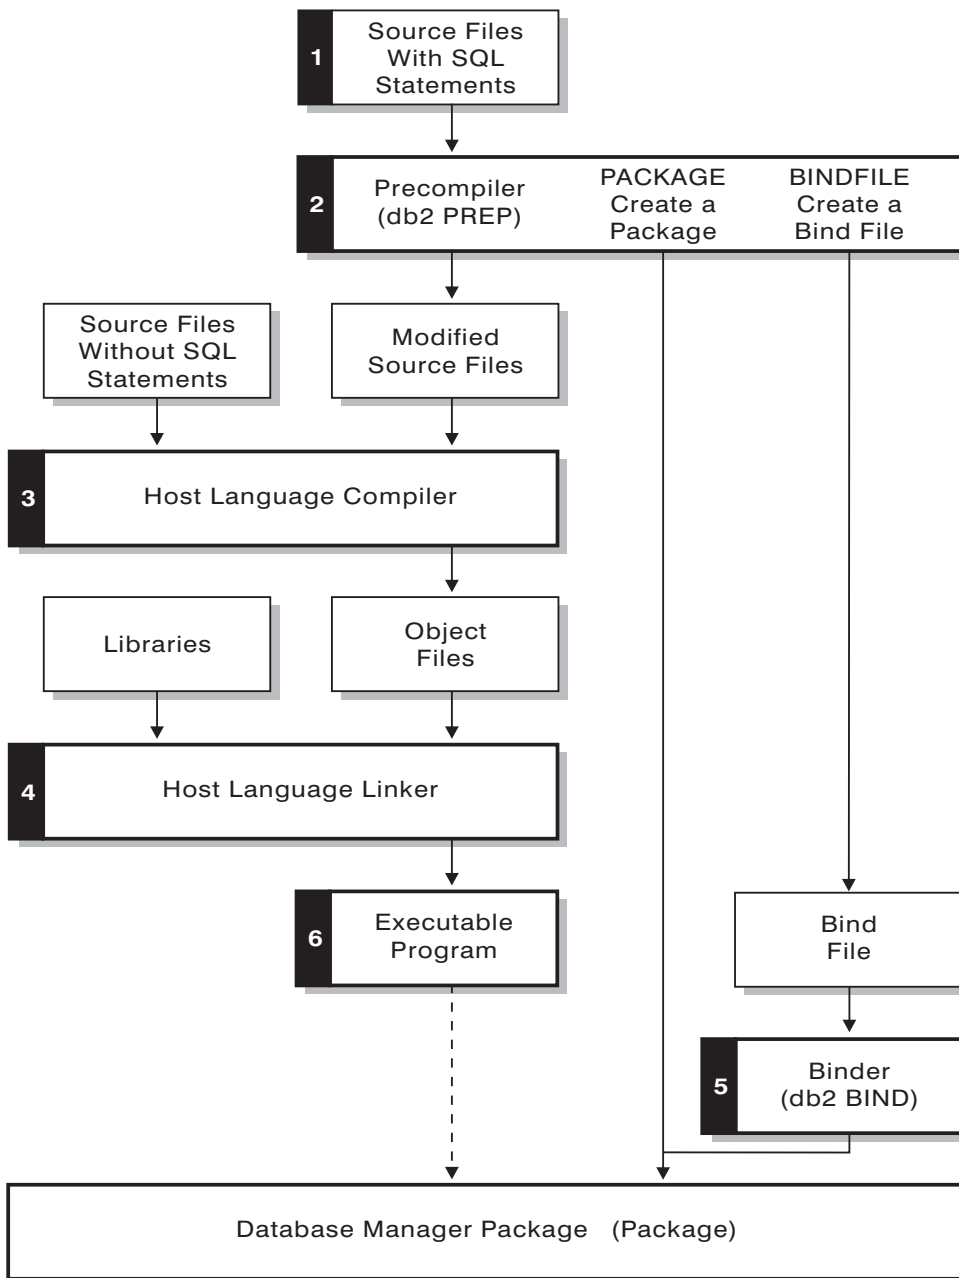 1
Source Files
With SQL
Statements
2
Precompiler
(db2 PREP)
PACKAGE
Create a
Package
BINDFILE
Create a
Bind File
Source Files
Without SQL
Statements
Modified
Source Files
3
Host Language Compiler
Libraries
Object
Files
4
Host Language Linker
6
Executable
Program
Bind
File
5
Binder
(db2 BIND)
Database Manager Package (Package)